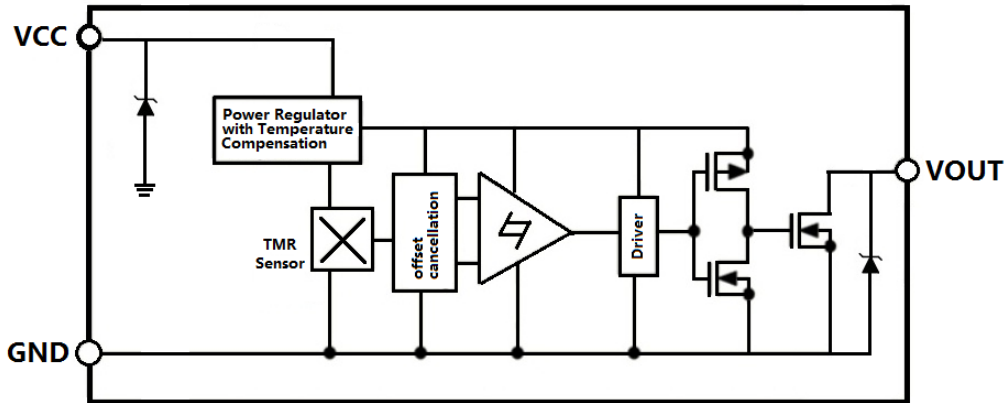 VCC
Power Regulator
with Temperature
Compensation
VOUT
TMR
Sensor
offset
cancellation
Driver
GND